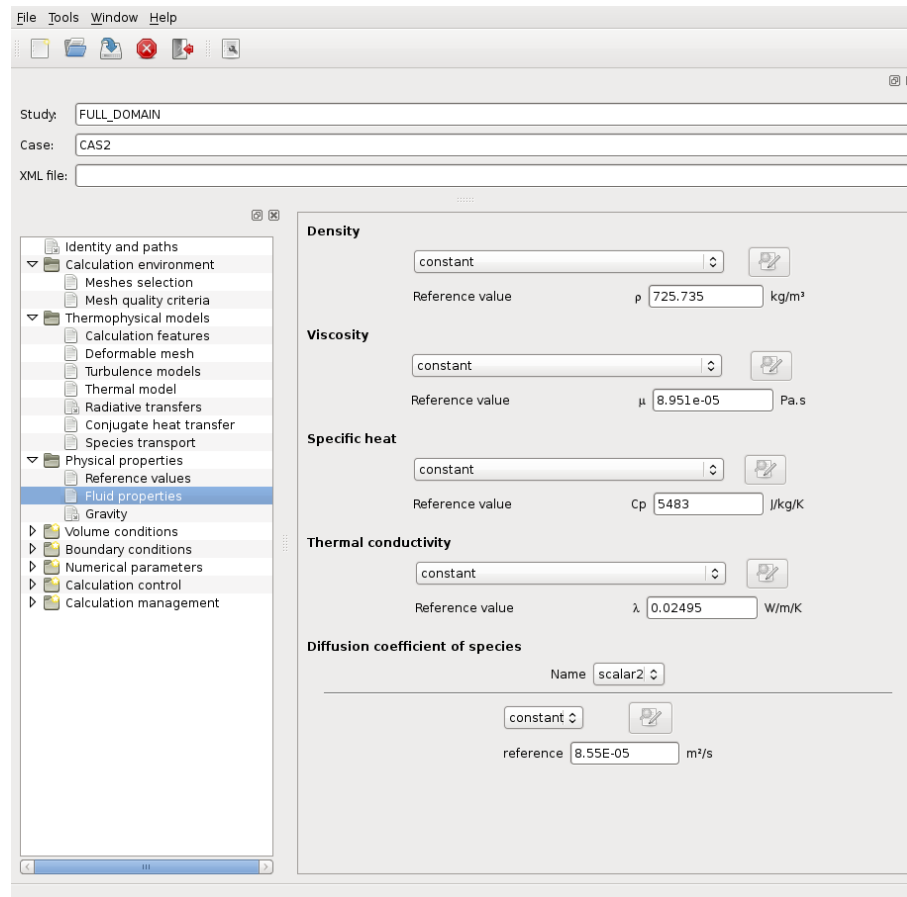 File Tools Window Help
Study: FULL_DOMAIN
Case: CAS2
XML file:
Identity and paths
Calculation environment
Meshes selection
Mesh quality criteria
Thermophysical models
Calculation features
Deformable mesh
Turbulence models
Thermal model
Radiative transfers
Conjugate heat transfer
Species transport
Physical properties
Reference values
Fluid properties
Gravity
Volume conditions
Boundary conditions
Numerical parameters
Calculation control
Calculation management
Density
constant
Reference value ρ 725.735 kg/m³
Viscosity
constant
Reference value μ 8.951e-05 Pa.s
Specific heat
constant
Reference value Cp 5483 J/kg/K
Thermal conductivity
constant
Reference value λ 0.02495 W/m/K
Diffusion coefficient of species
Name scalar2
constant
reference 8.55E-05 m²/s